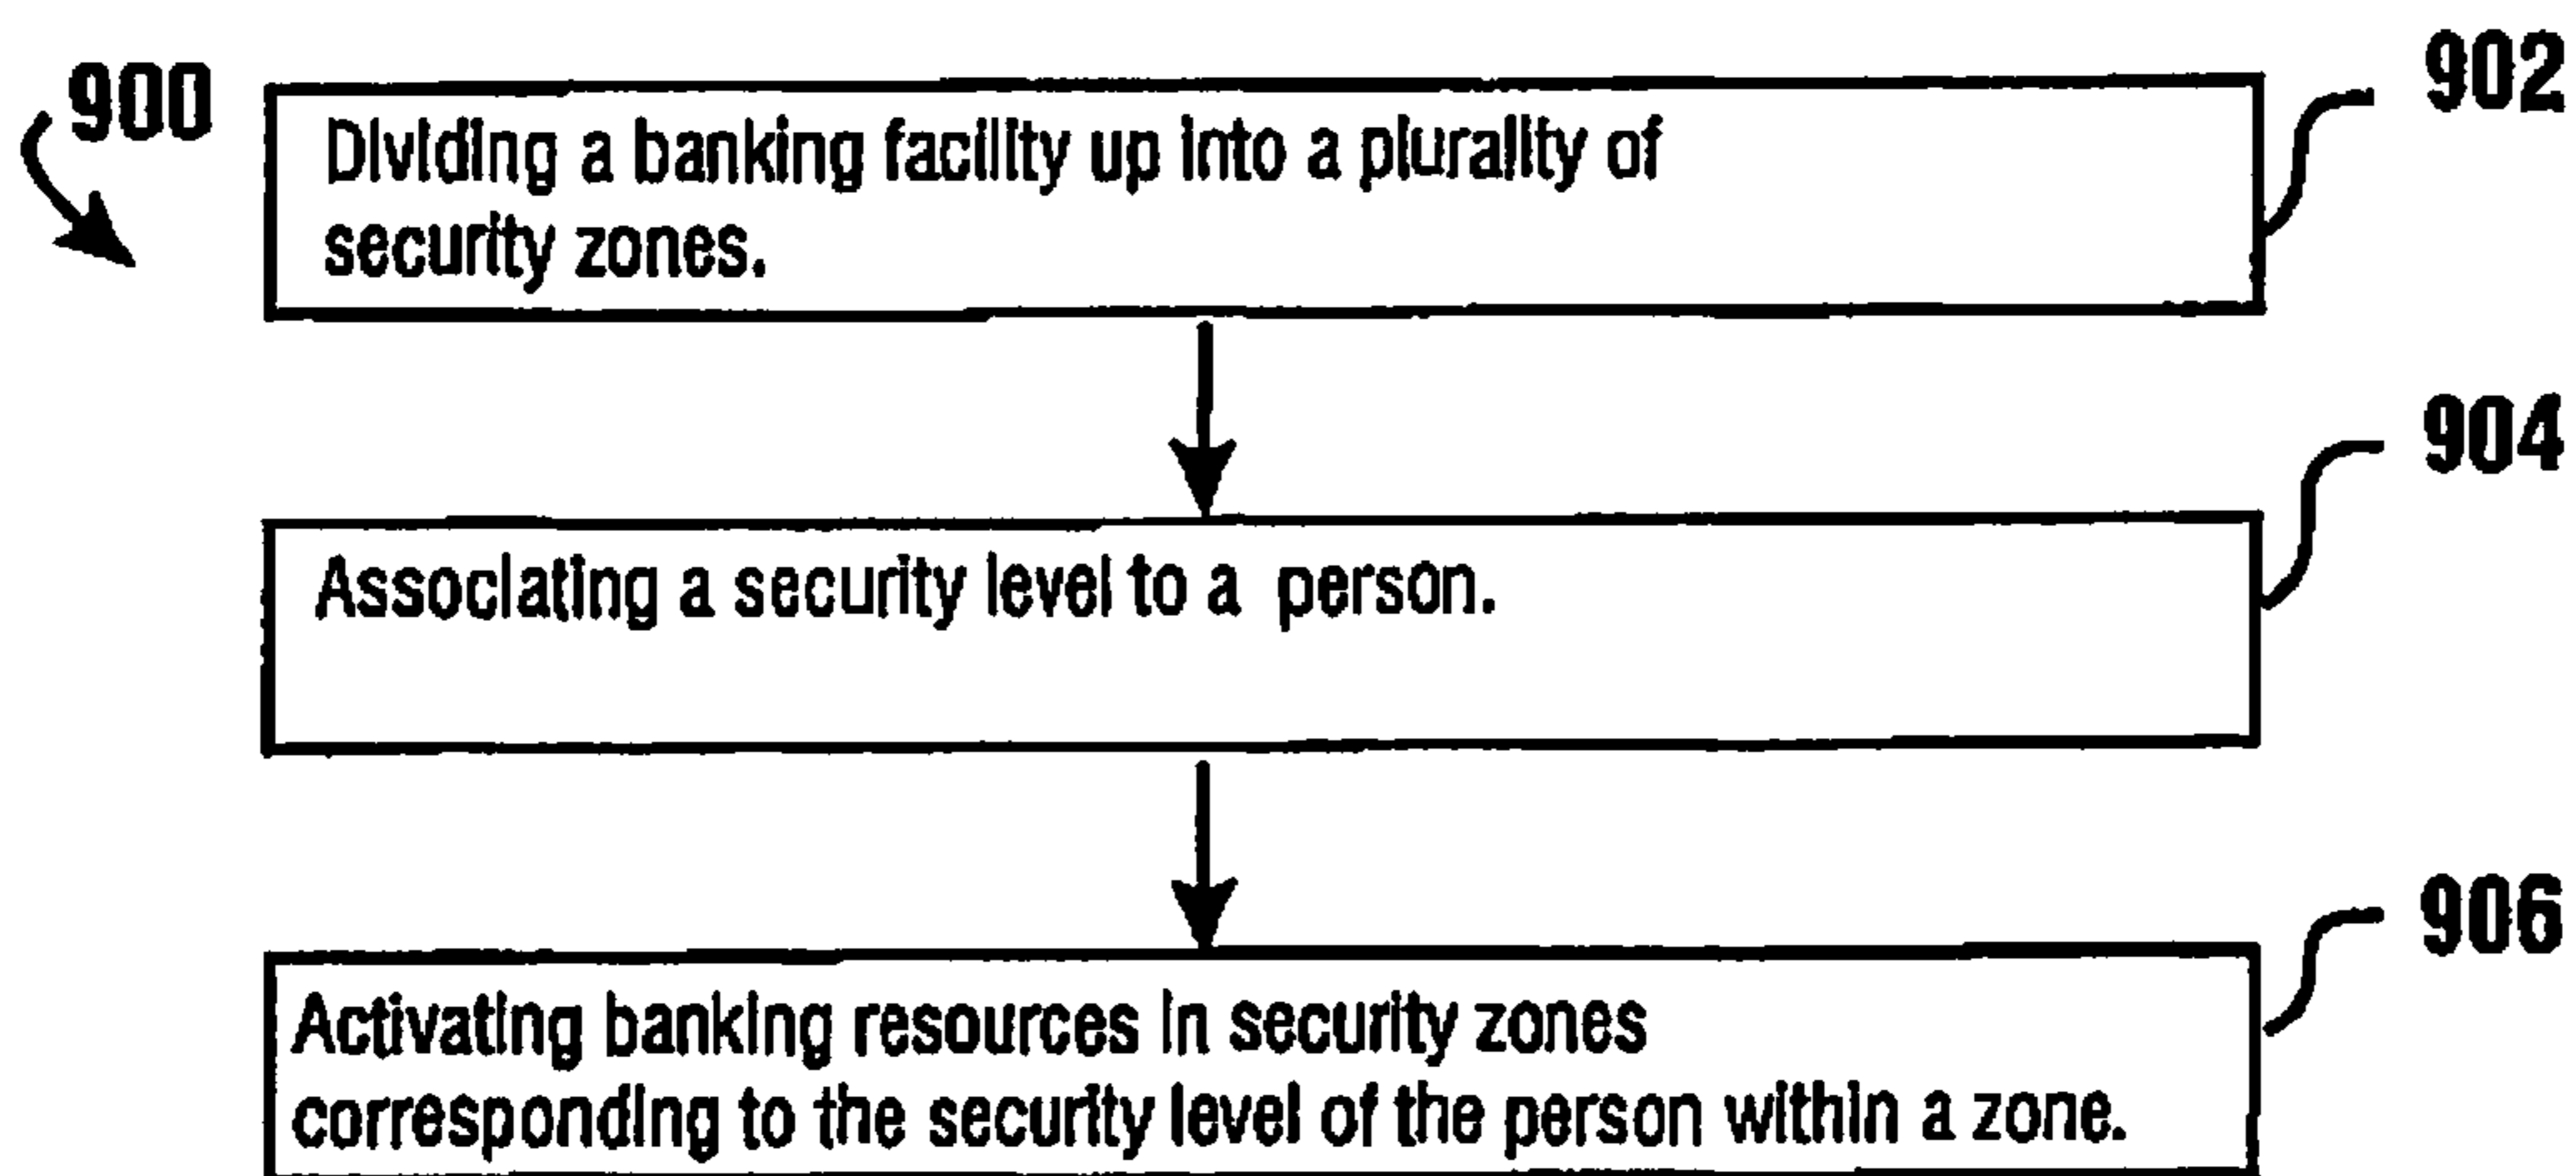 900
902
Dividing a banking facility up into a plurality of
security zones.
904
Associating a security level to a person.
906
Activating banking resources in security zones
corresponding to the security level of the person within a zone.